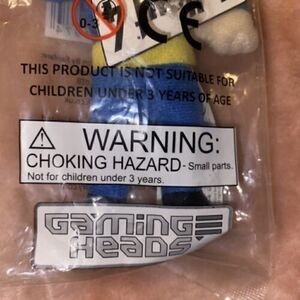 0-3
CE
THIS PRODUCT IS NOT SUITABLE FOR
CHILDREN UNDER 3 YEARS OF AGE
WARNING:
CHOKING HAZARD - Small parts.
Not for children under 3 years.
GAMING
HEADS